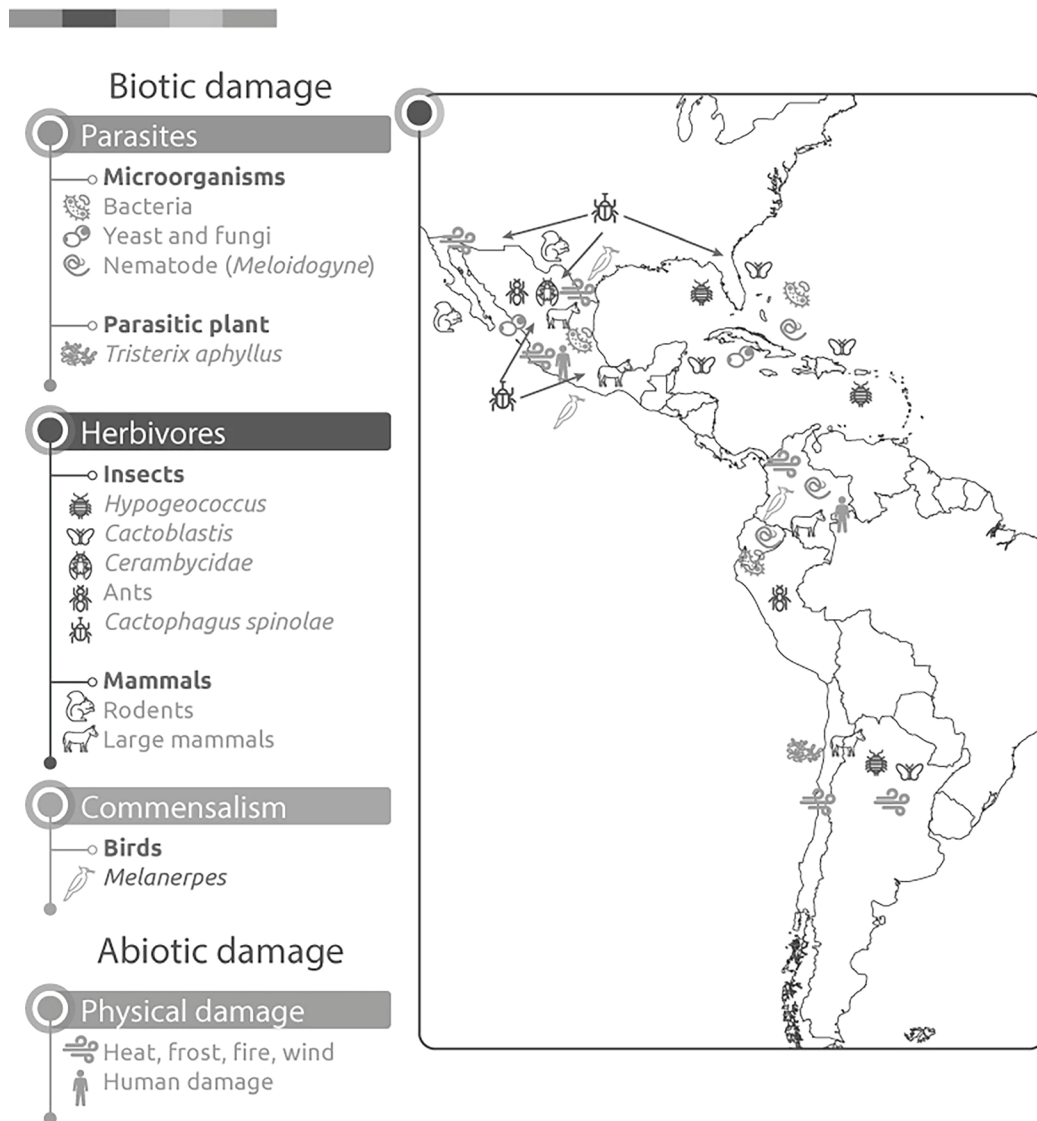 Biotic damage
Parasites
Microorganisms
Bacteria
Yeast and fungi
Nematode (Meloidogyne)
Parasitic plant
Tristerix aphyllus
Herbivores
Insects
Hypogeococcus
Cactoblastis
Cerambycidae
Ants
Cactophagus spinolae
Mammals
Rodents
Large mammals
Commensalism
Birds
Melanerpes
Abiotic damage
Physical damage
Heat, frost, fire, wind
Human damage